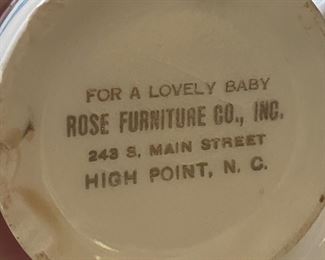 FOR A LOVELY BABY
ROSE FURNITURE CO., INC.
243 S. MAIN STREET
HIGH POINT, N. C.